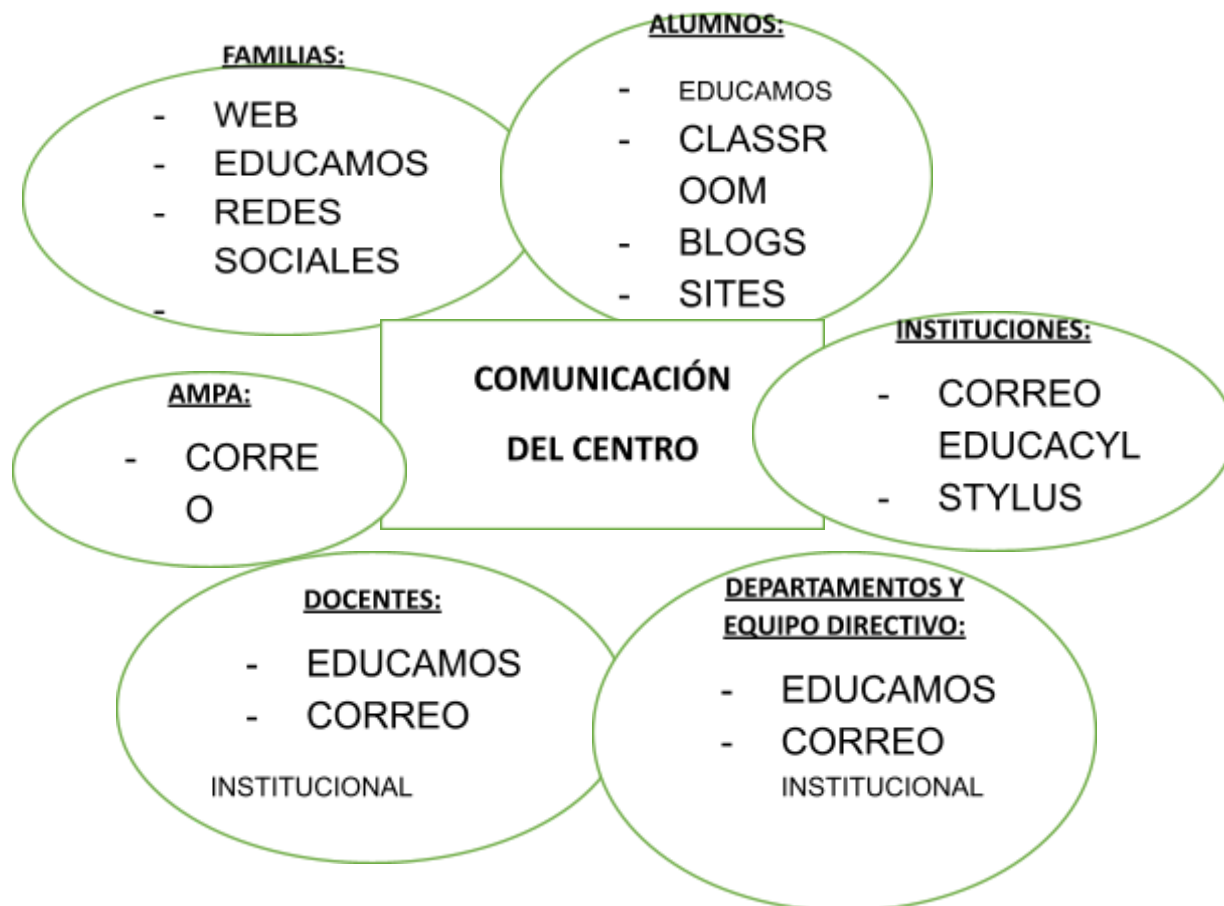 FAMILIAS:
- WEB
- EDUCAMOS
- REDES
SOCIALES
-
ALUMNOS:
- EDUCAMOS
- CLASSR
OOM
- BLOGS
- SITES
COMUNICACIÓN
DEL CENTRO
INSTITUCIONES:
- CORREO
EDUCACYL
- STYLUS
AMPA:
- CORRE
O
DOCENTES:
- EDUCAMOS
- CORREO
INSTITUCIONAL
DEPARTAMENTOS Y
EQUIPO DIRECTIVO:
- EDUCAMOS
- CORREO
INSTITUCIONAL